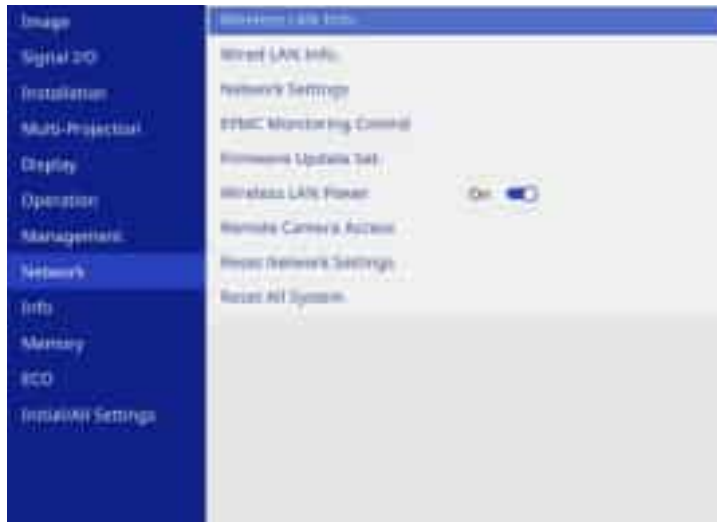 Image
Signal I/O
Installation
Multi-Projection
Display
Operation
Management
Network
Info
Memory
ECO
Initial/All Settings
Wireless LAN Info.
Wired LAN Info.
Network Settings
Monitoring Control
Firmware Update Set.
Wireless LAN Power On
Remote Camera Access
Reset Network Settings
Reset All System